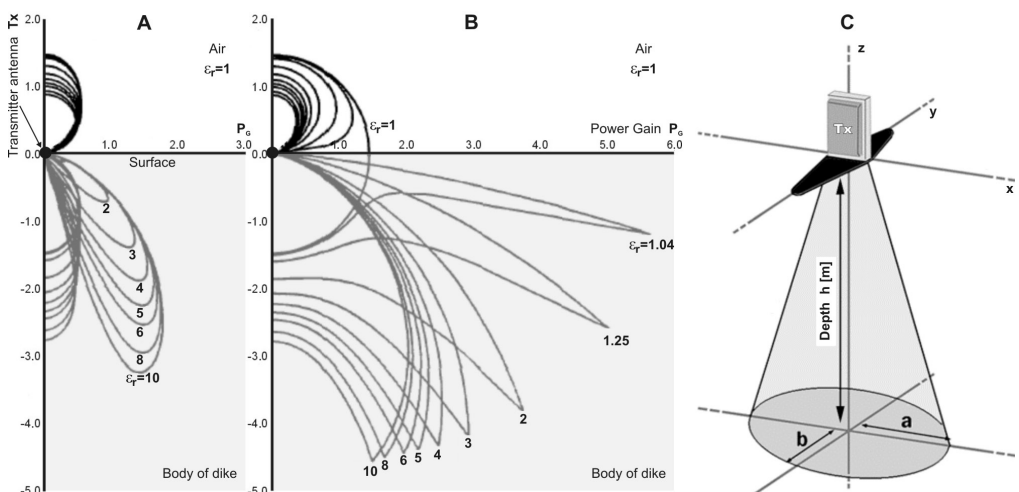 Transmitter antenna Tx
2.0
1.0
0.0
-1.0
-2.0
-3.0
-4.0
-5.0
A
Air
εr=1
PG
1.0
2.0
3.0
Surface
2
3
4
5
6
8
εr=10
Body of dike
2.0
1.0
0.0
-1.0
-2.0
-3.0
-4.0
-5.0
B
Air
εr=1
εr=1
Power Gain PG
1.0
2.0
3.0
4.0
5.0
6.0
εr=1.04
1.25
2
3
4
5
6
8
10
Body of dike
C
z
Tx
y
x
Depth h [m]
a
b